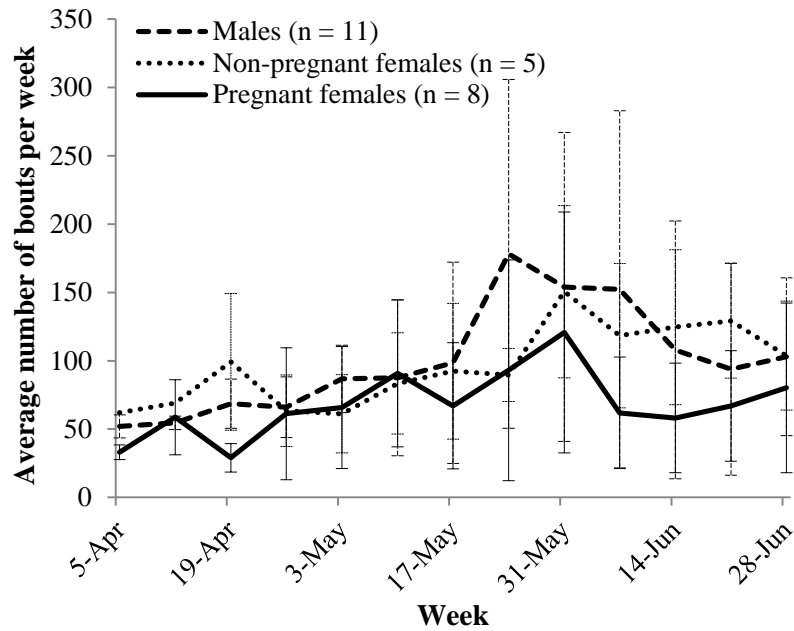 350
300
250
200
150
100
50
0
Average number of bouts per week
Males (n = 11)
Non-pregnant females (n = 5)
Pregnant females (n = 8)
5-Apr
19-Apr
3-May
17-May
31-May
14-Jun
28-Jun
Week